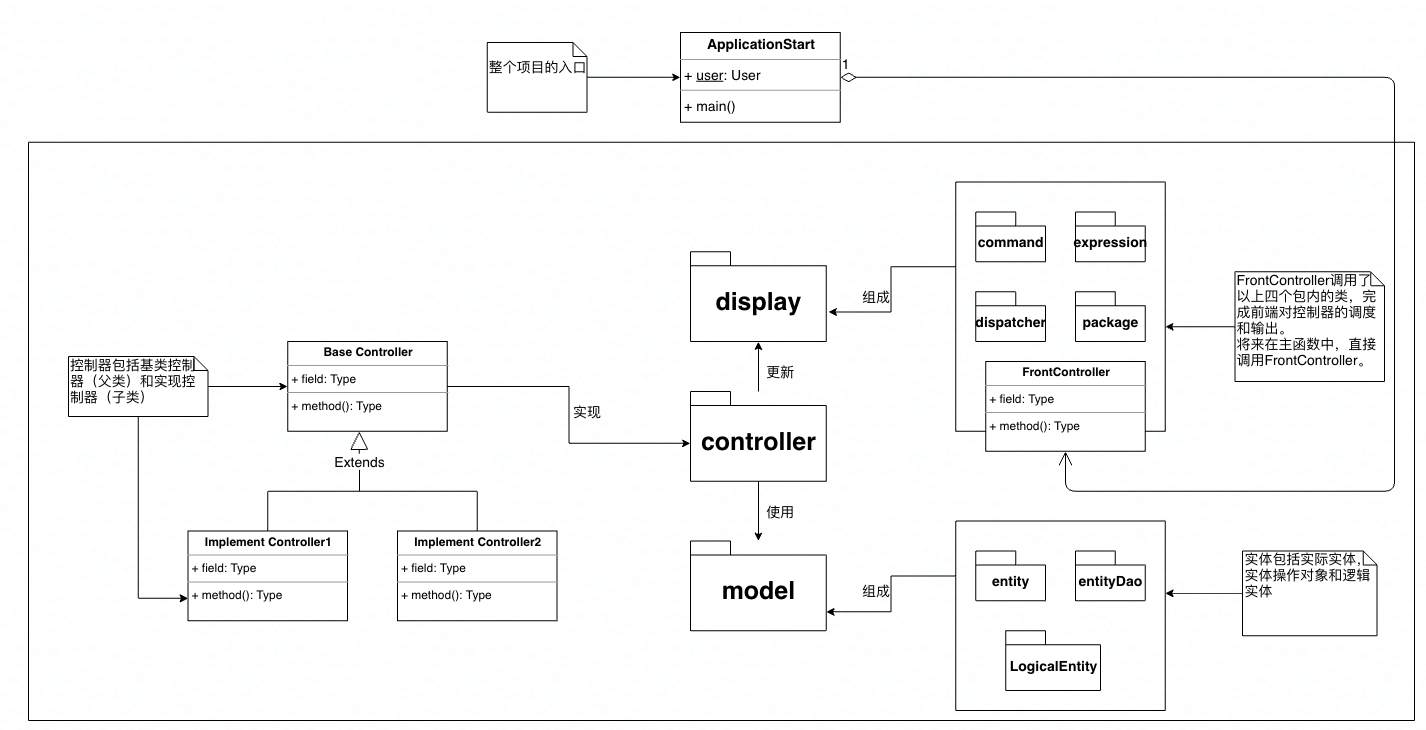 ApplicationStart
整个项目的入口
1
+ user: User
+ main()
command
expression
display
组成
dispatcher
package
FrontController调用了
以上四个包内的类，完
成前端对控制器的调度
和输出。
将来在主函数中，直接
调用FrontController。
Base Controller
控制器包括基类控制
器（父类）和实现控
制器（子类）
+ field: Type
+ method(): Type
更新
FrontController
+ field: Type
+ method(): Type
实现
controller
Extends
使用
Implement Controller1
+ field: Type
+ method(): Type
Implement Controller2
+ field: Type
+ method(): Type
model
组成
entity
entityDao
实体包括实际实体，
实体操作对象和逻辑
实体
LogicalEntity